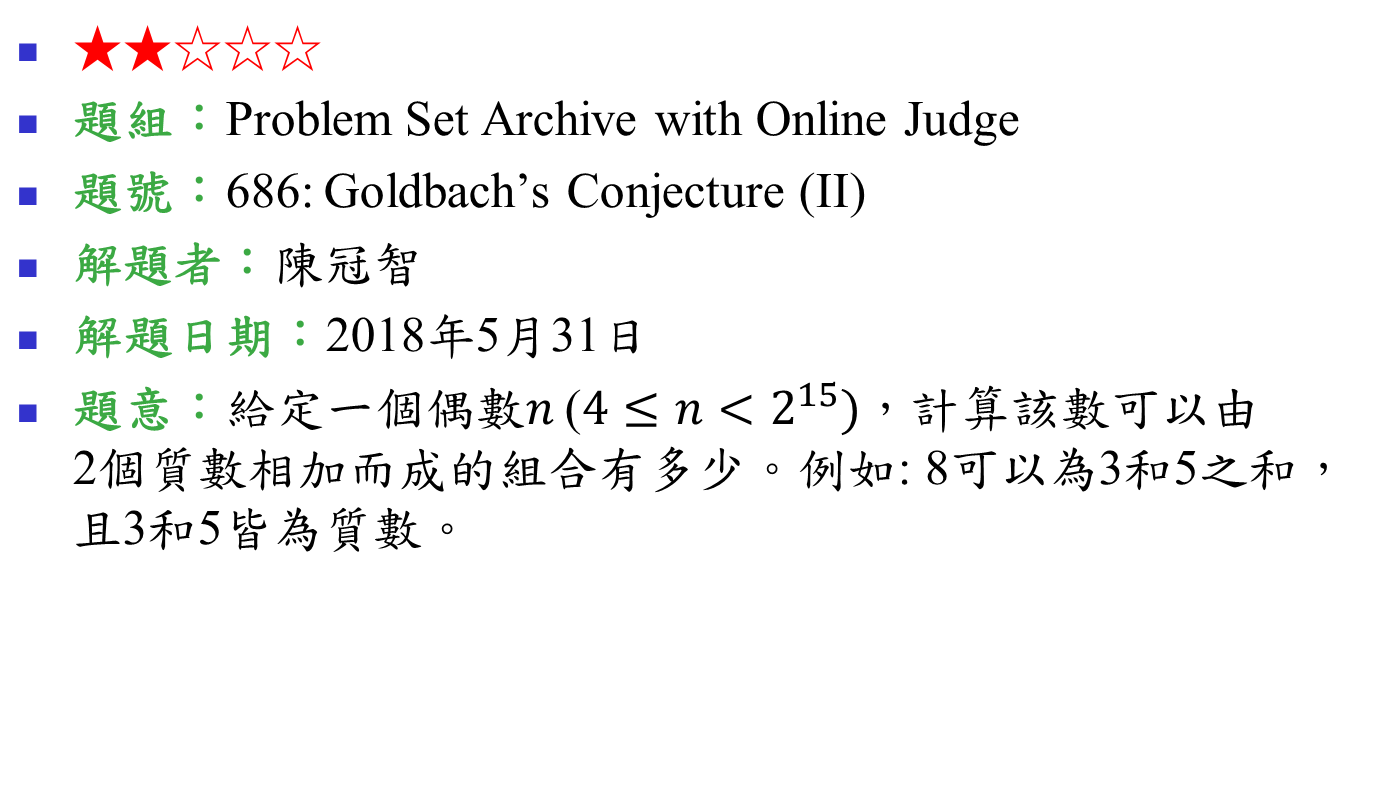 ★★☆☆☆
題組：Problem Set Archive with Online Judge
題號：686: Goldbach’s Conjecture (II)
解題者：陳冠智
解題日期：2018年5月31日
題意：給定一個偶數𝑛 (4 ≤ 𝑛 < 2¹⁵)，計算該數可以由
2個質數相加而成的組合有多少。例如: 8可以為3和5之和，
且3和5皆為質數。